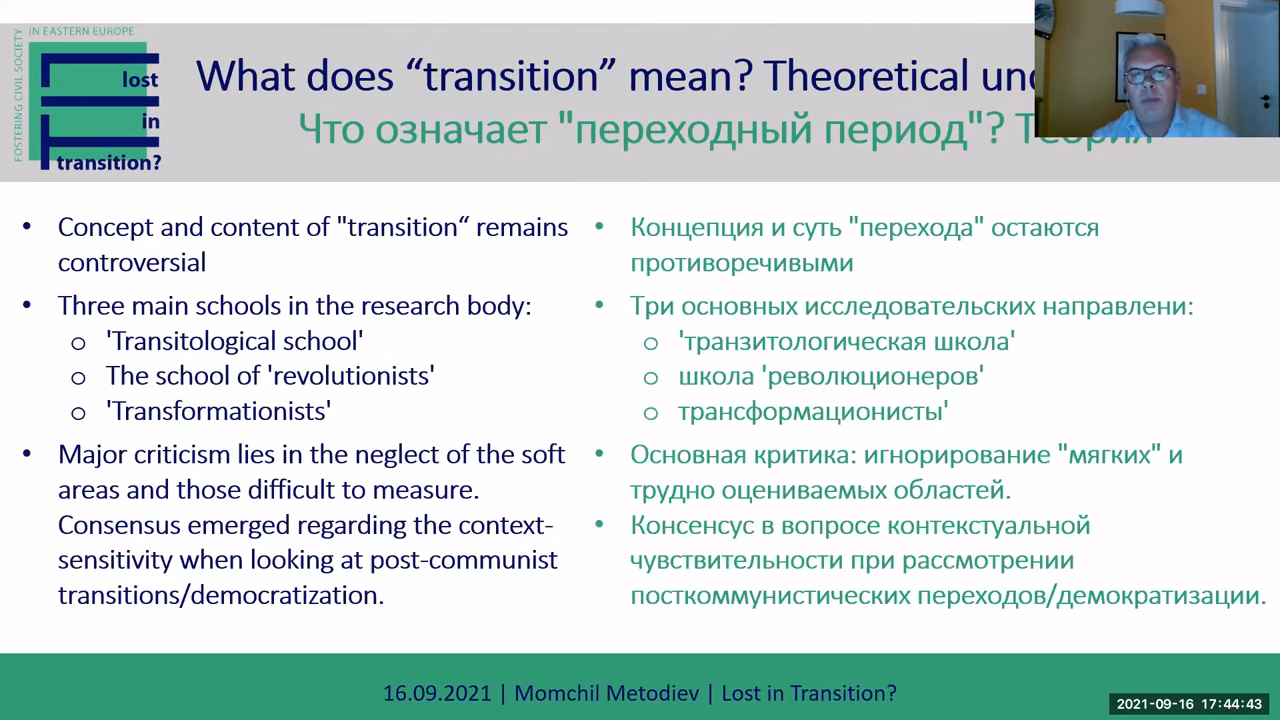 FOSTERING CIVIL SOCIETY
IN EASTERN EUROPE
lost
in
transition?
What does “transition” mean? Theoretical
Что означает "переходный период"?
• Concept and content of "transition“ remains
controversial
• Three main schools in the research body:
o 'Transitological school'
o The school of 'revolutionists'
o 'Transformationists'
• Major criticism lies in the neglect of the soft
areas and those difficult to measure.
Consensus emerged regarding the context-
sensitivity when looking at post-communist
transitions/democratization.
• Концепция и суть "перехода" остаются
противоречивыми
• Три основных исследовательских направлени:
o 'транзитологическая школа'
o школа 'революционеров'
o трансформационисты'
• Основная критика: игнорирование "мягких" и
трудно оцениваемых областей.
• Консенсус в вопросе контекстуальной
чувствительности при рассмотрении
посткоммунистических переходов/демократизации.
16.09.2021 | Momchil Metodiev | Lost in Transition?
2021-09-16 17:44:43